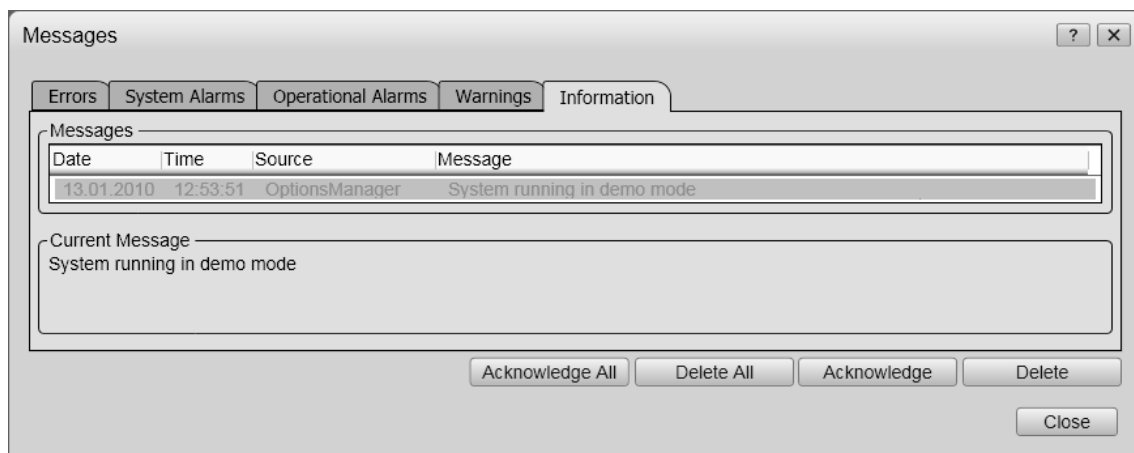 Messages
?
Errors System Alarms Operational Alarms Warnings Information
Messages
Date Time Source Message
13.01.2010 12:53:51 OptionsManager System running in demo mode
Current Message
System running in demo mode
Acknowledge All Delete All Acknowledge Delete
Close